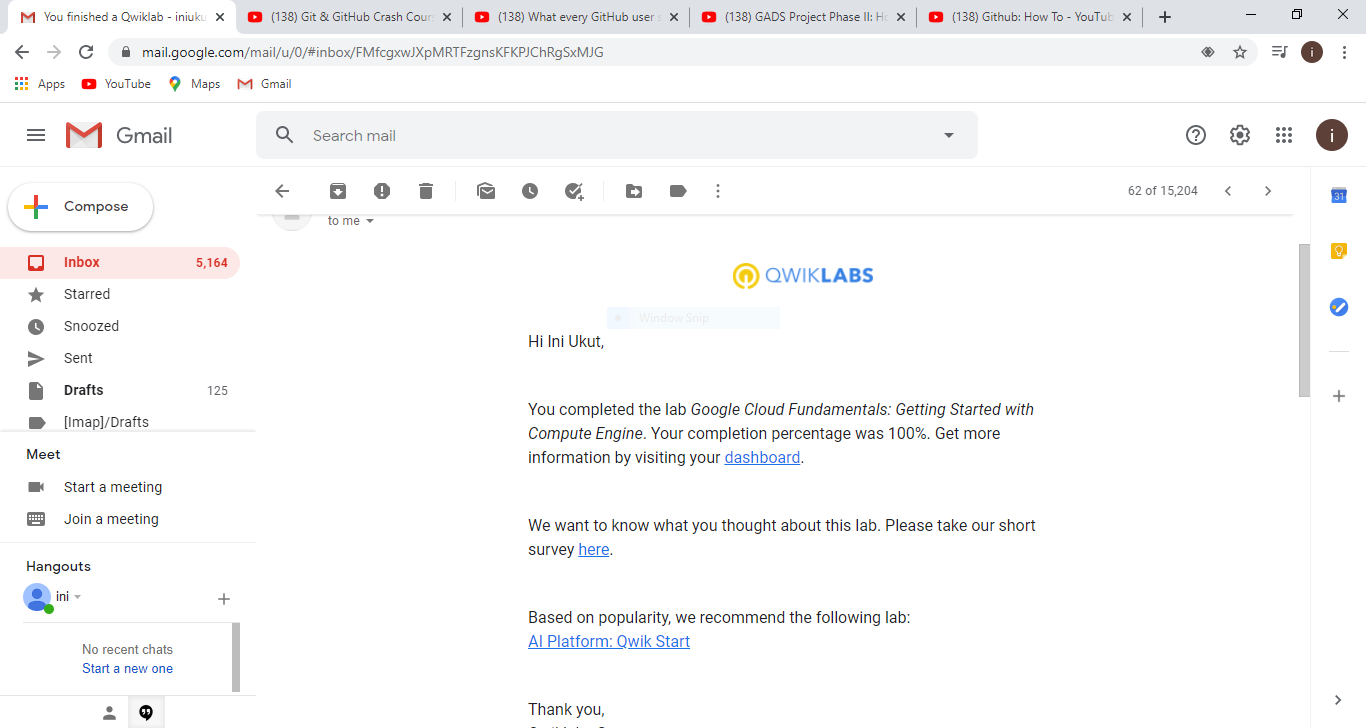 You finished a Qwiklab - iniuku
(138) Git & GitHub Crash Cour
(138) What every GitHub user s
(138) GADS Project Phase II: Ho
(138) Github: How To - YouTub
mail.google.com/mail/u/0/#inbox/FMfcgxwJXpMRTFzgnsKFKPJChRgSxMJG
i
Apps
YouTube
Maps
Gmail
Gmail
Search mail
i
Compose
62 of 15,204
31
to me
Inbox 5,164
Starred
Snoozed
Sent
Drafts 125
[Imap]/Drafts
Meet
Start a meeting
Join a meeting
Hangouts
ini
No recent chats
Start a new one
QWIKLABS
Window Snip
Hi Ini Ukut,
You completed the lab Google Cloud Fundamentals: Getting Started with
Compute Engine. Your completion percentage was 100%. Get more
information by visiting your dashboard.
We want to know what you thought about this lab. Please take our short
survey here.
Based on popularity, we recommend the following lab:
AI Platform: Qwik Start
Thank you,